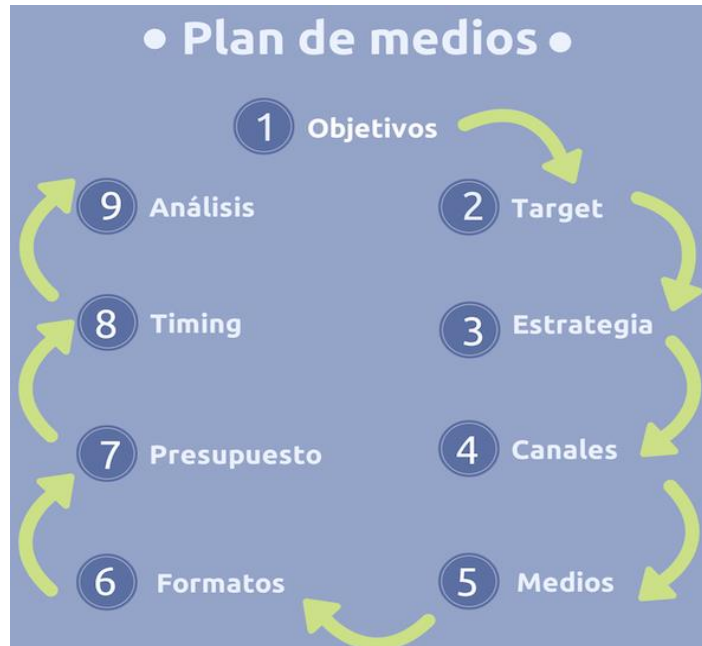 • Plan de medios •
1 Objetivos
2 Target
3 Estrategia
4 Canales
5 Medios
6 Formatos
7 Presupuesto
8 Timing
9 Análisis